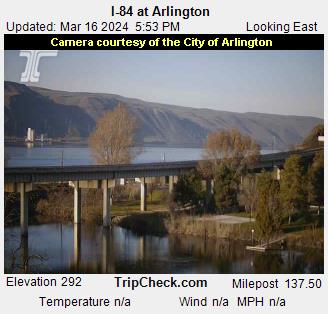 I-84 at Arlington
Updated: Mar 16 2024 5:53 PM Looking East
Camera courtesy of the City of Arlington
Elevation 292 TripCheck.com Milepost 137.50
Temperature n/a Wind n/a MPH n/a